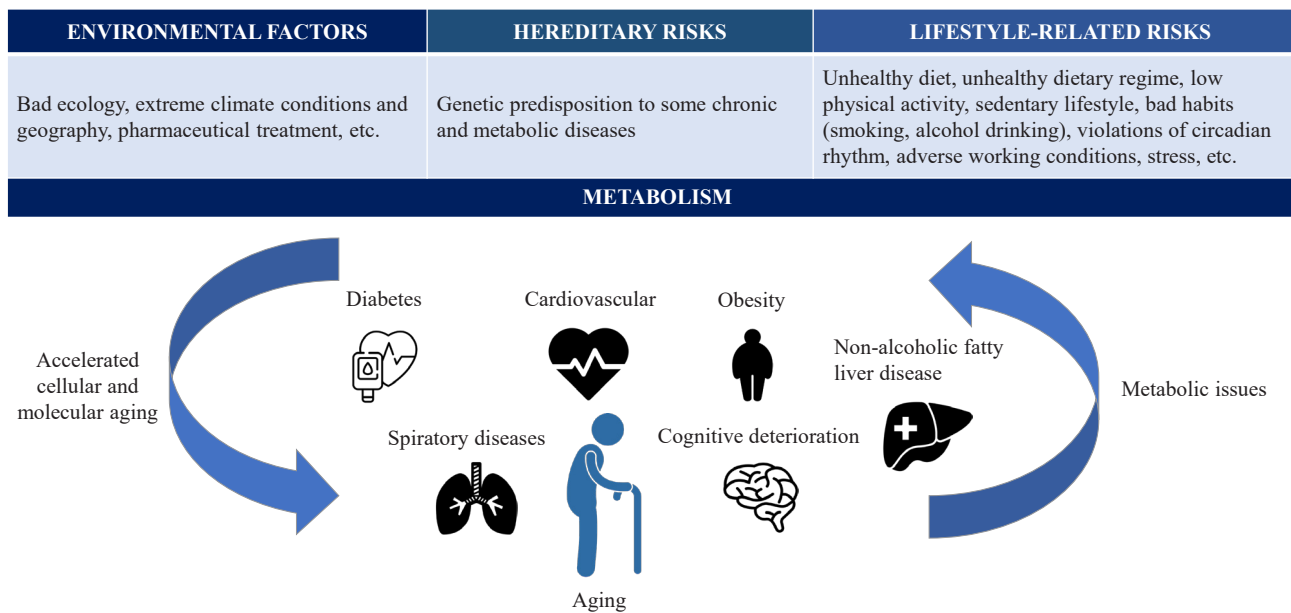 ENVIRONMENTAL FACTORS
HEREDITARY RISKS
LIFESTYLE-RELATED RISKS
Bad ecology, extreme climate conditions and
geography, pharmaceutical treatment, etc.
Genetic predisposition to some chronic
and metabolic diseases
Unhealthy diet, unhealthy dietary regime, low
physical activity, sedentary lifestyle, bad habits
(smoking, alcohol drinking), violations of circadian
rhythm, adverse working conditions, stress, etc.
METABOLISM
Accelerated
cellular and
molecular aging
Diabetes
Cardiovascular
Obesity
Non-alcoholic fatty
liver disease
Spiratory diseases
Cognitive deterioration
Aging
Metabolic issues